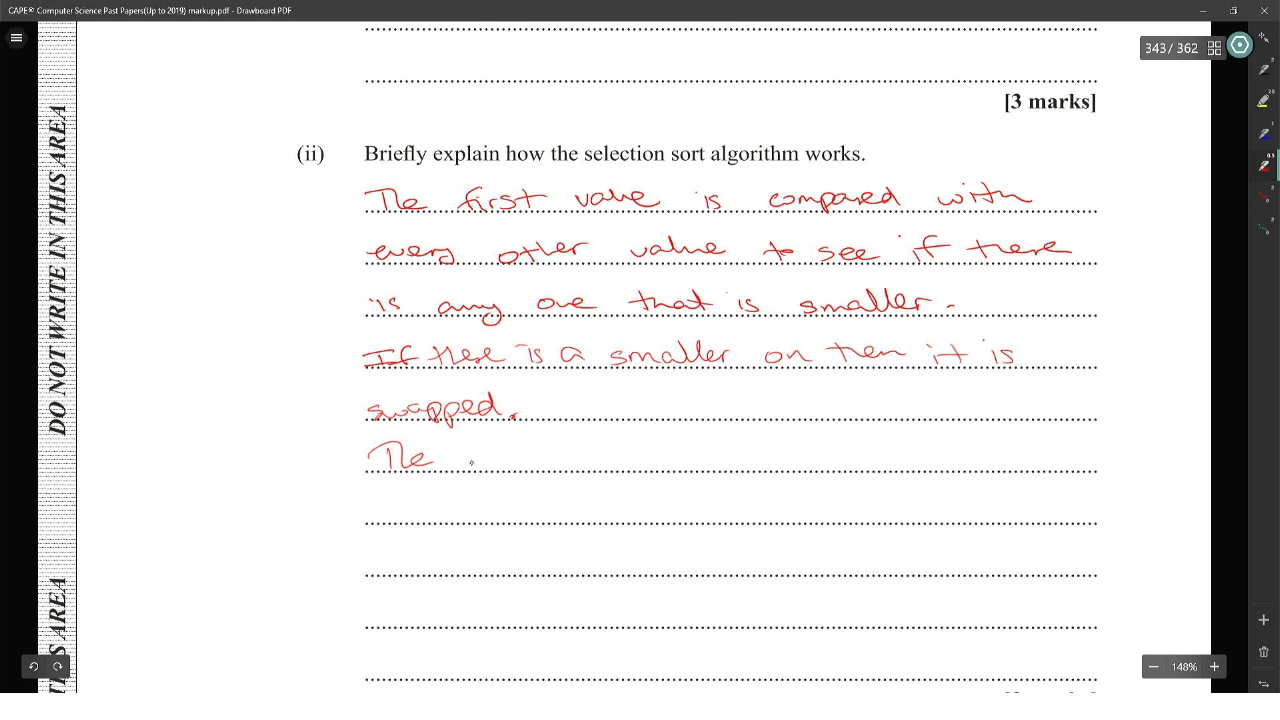 CAPE® Computer Science Past Papers(Up to 2019) markup.pdf - Drawboard PDF
343 / 362
[3 marks]
DO NOT WRITE IN THIS AREA
(ii) Briefly explain how the selection sort algorithm works.
The first value is compared with
every other value to see if there
is any one that is smaller.
If there is a smaller on then it is
swapped.
The
THIS AREA
148%